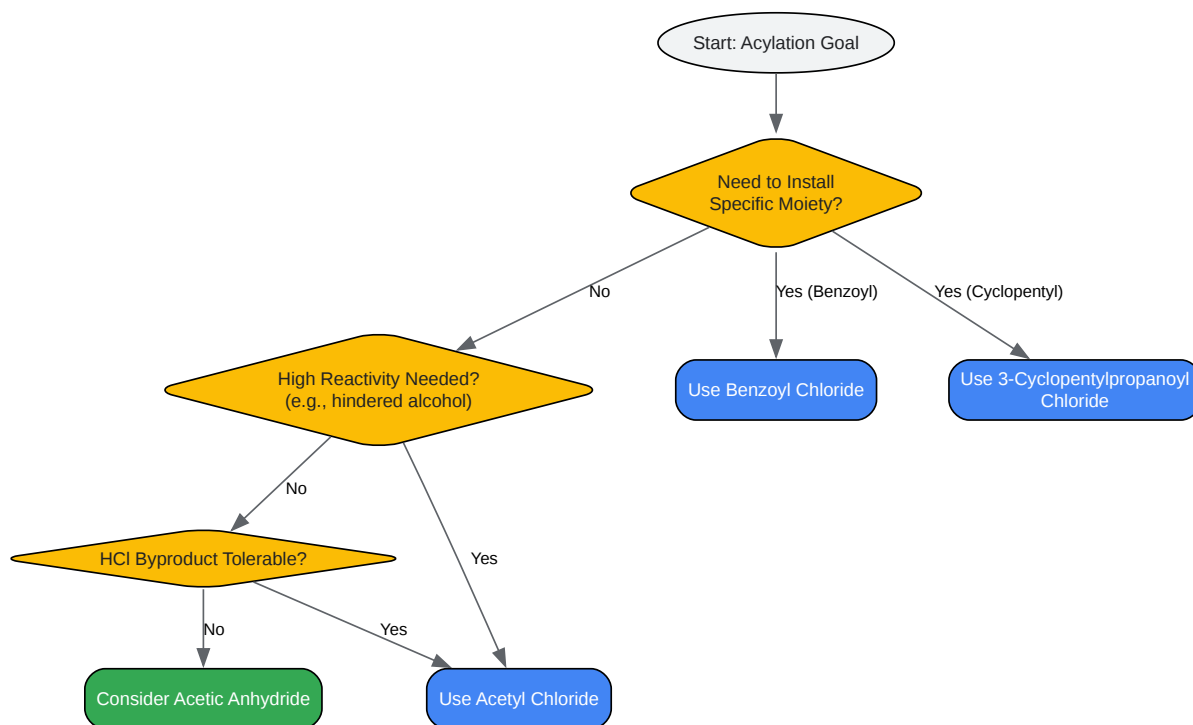 Start: Acylation Goal
Need to Install
Specific Moiety?
No
Yes (Benzoyl)
Yes (Cyclopentyl)
High Reactivity Needed?
(e.g., hindered alcohol)
Use Benzoyl Chloride
Use 3-Cyclopentylpropanoyl
Chloride
No
Yes
HCl Byproduct Tolerable?
No
Yes
Consider Acetic Anhydride
Use Acetyl Chloride